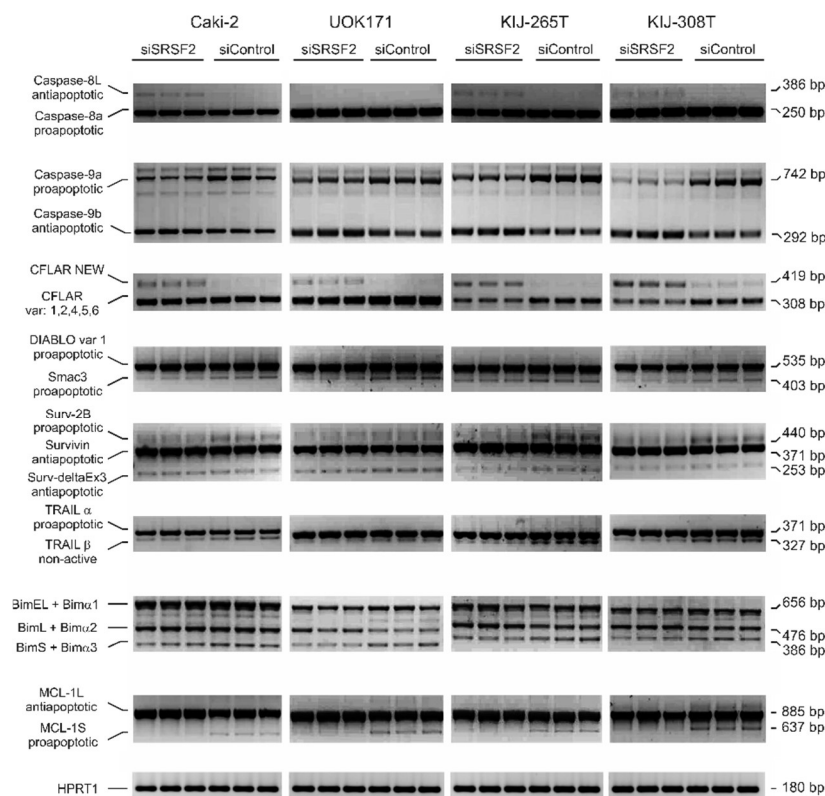 Caki-2 UOK171 KIJ-265T KIJ-308T
siSRSF2 siControl siSRSF2 siControl siSRSF2 siControl siSRSF2 siControl
Caspase-8L
antiapoptotic
386 bp
Caspase-8a
proapoptotic
250 bp
Caspase-9a
proapoptotic
742 bp
Caspase-9b
antiapoptotic
292 bp
CFLAR NEW
419 bp
CFLAR
var: 1,2,4,5,6
308 bp
DIABLO var 1
proapoptotic
535 bp
Smac3
proapoptotic
403 bp
Surv-2B
proapoptotic
440 bp
Survivin
antiapoptotic
371 bp
Surv-deltaEx3
antiapoptotic
253 bp
TRAIL α
proapoptotic
371 bp
TRAIL β
non-active
327 bp
BimEL + Bimα1
656 bp
BimL + Bimα2
476 bp
BimS + Bimα3
386 bp
MCL-1L
antiapoptotic
885 bp
MCL-1S
proapoptotic
637 bp
HPRT1
180 bp